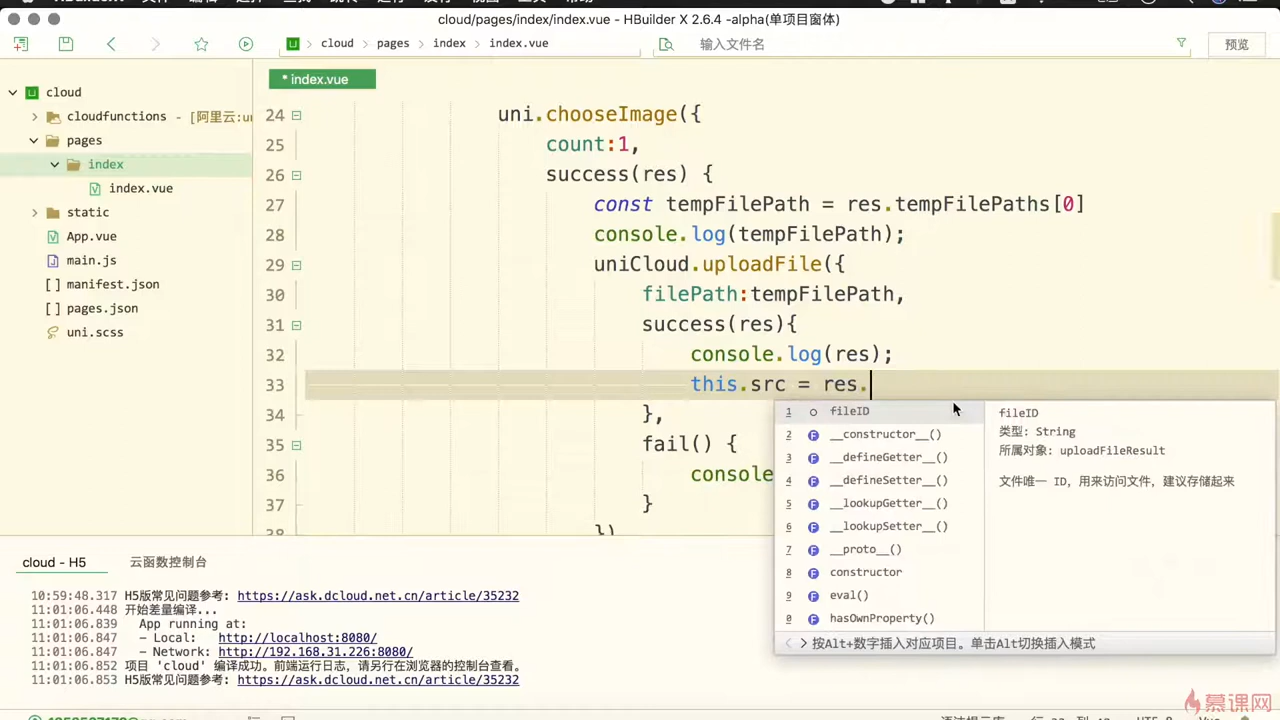 cloud/pages/index/index.vue - HBuilder X 2.6.4 -alpha(单项目窗体)
cloud
pages
index
index.vue
输入文件名
预览
cloud
cloudfunctions - [阿里云:u
pages
index
index.vue
static
App.vue
main.js
[ ] manifest.json
[ ] pages.json
uni.scss
* index.vue
24 uni.chooseImage({
25 count:1,
26 success(res) {
27 const tempFilePath = res.tempFilePaths[0]
28 console.log(tempFilePath);
29 uniCloud.uploadFile({
30 filePath:tempFilePath,
31 success(res){
32 console.log(res);
33 this.src = res.
34 },
35 fail() {
36 console
37 }
38 })
1 fileID
2 __constructor__()
3 __defineGetter__()
4 __defineSetter__()
5 __lookupGetter__()
6 __lookupSetter__()
7 __proto__()
8 constructor
9 eval()
0 hasOwnProperty()
fileID
类型: String
所属对象: uploadFileResult
文件唯一 ID，用来访问文件，建议存储起来
按Alt+数字插入对应项目。单击Alt切换插入模式
cloud - H5
云函数控制台
10:59:48.317 H5版常见问题参考: https://ask.dcloud.net.cn/article/35232
11:01:06.448 开始差量编译...
11:01:06.839 App running at:
11:01:06.847 - Local: http://localhost:8080/
11:01:06.847 - Network: http://192.168.31.226:8080/
11:01:06.852 项目 'cloud' 编译成功。前端运行日志，请另行在浏览器的控制台查看。
11:01:06.853 H5版常见问题参考: https://ask.dcloud.net.cn/article/35232
慕课网